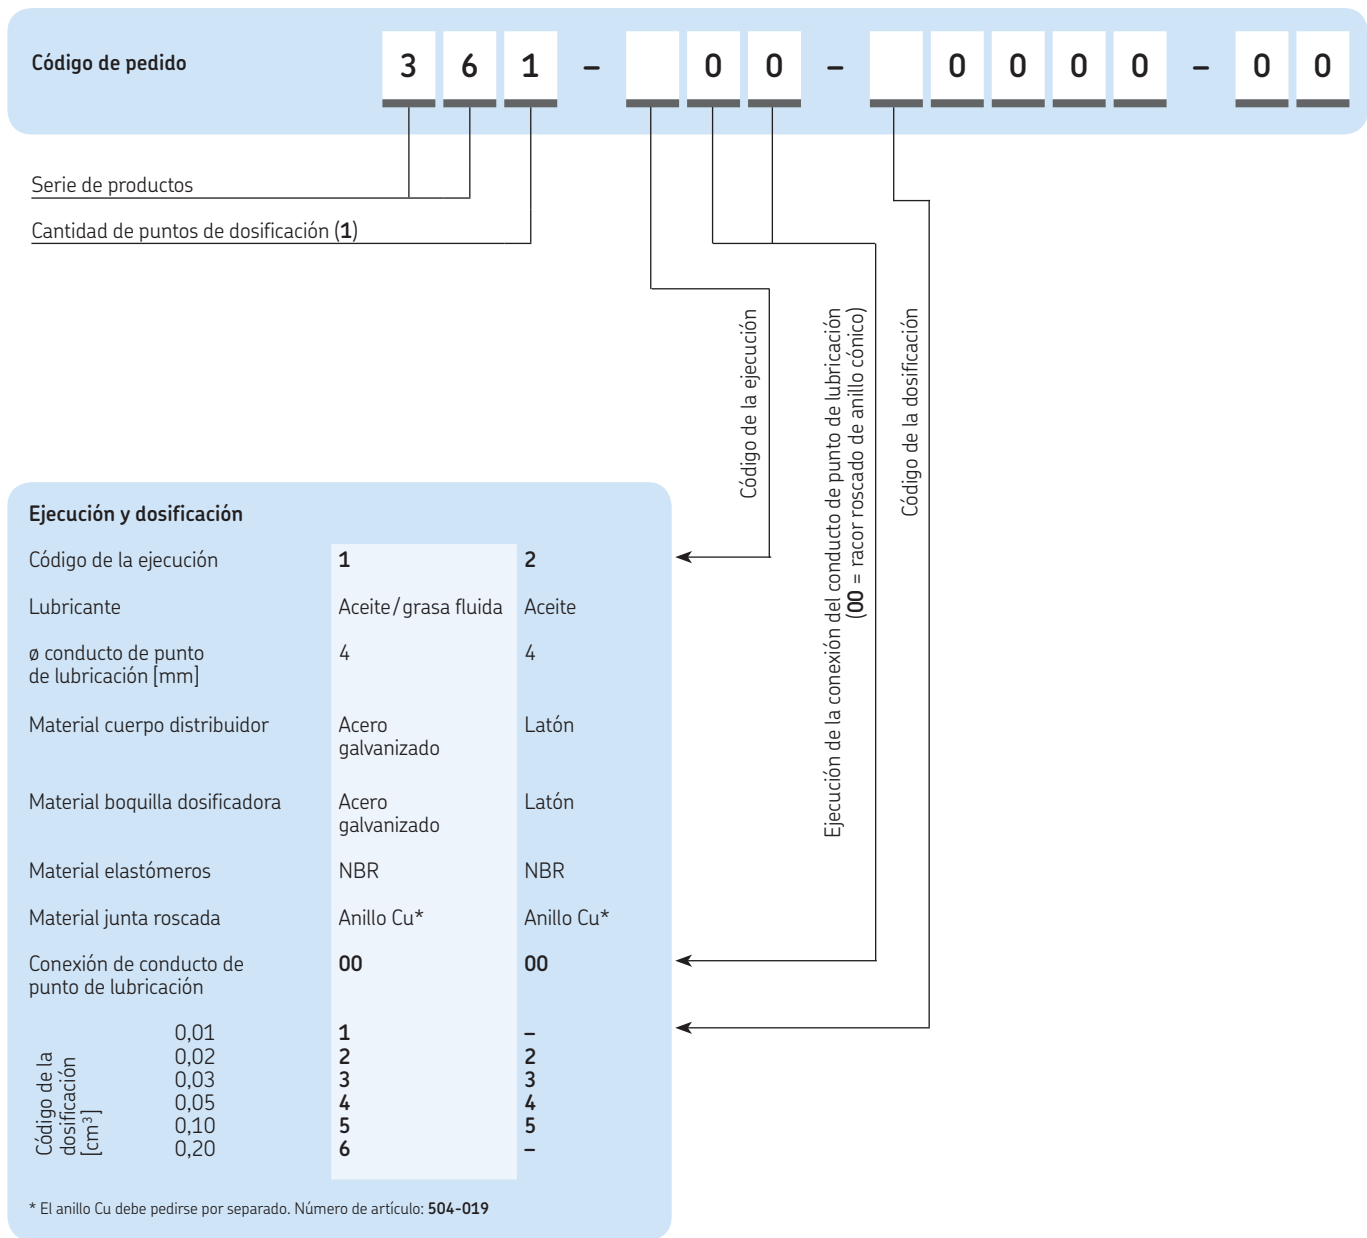 Código de pedido 3 6 1 – 0 0 – 0 0 0 0 – 0 0
Serie de productos
Cantidad de puntos de dosificación (1)
Código de la ejecución
Ejecución de la conexión del conducto de punto de lubricación
(00 = racor roscado de anillo cónico)
Código de la dosificación
Ejecución y dosificación
Código de la ejecución 1 2
Lubricante Aceite/grasa fluida Aceite
ø conducto de punto
de lubricación [mm] 4 4
Material cuerpo distribuidor Acero Latón
galvanizado
Material boquilla dosificadora Acero Latón
galvanizado
Material elastómeros NBR NBR
Material junta roscada Anillo Cu* Anillo Cu*
Conexión de conducto de 00 00
punto de lubricación
Código de la
dosificación
[cm³]
0,01 1 –
0,02 2 2
0,03 3 3
0,05 4 4
0,10 5 5
0,20 6 –
* El anillo Cu debe pedirse por separado. Número de artículo: 504-019